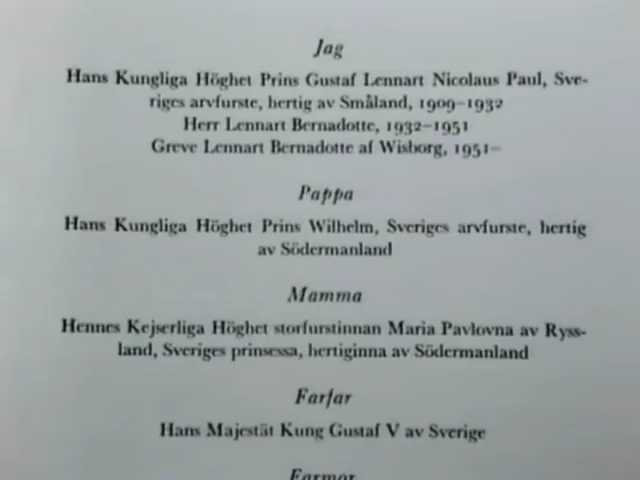 Jag
Hans Kungliga Höghet Prins Gustaf Lennart Nicolaus Paul, Sve-
riges arvfurste, hertig av Småland, 1909–1932
Herr Lennart Bernadotte, 1932–1951
Greve Lennart Bernadotte af Wisborg, 1951–
Pappa
Hans Kungliga Höghet Prins Wilhelm, Sveriges arvfurste, hertig
av Södermanland
Mamma
Hennes Kejserliga Höghet storfurstinnan Maria Pavlovna av Ryss-
land, Sveriges prinsessa, hertiginna av Södermanland
Farfar
Hans Majestät Kung Gustaf V av Sverige
Farmor